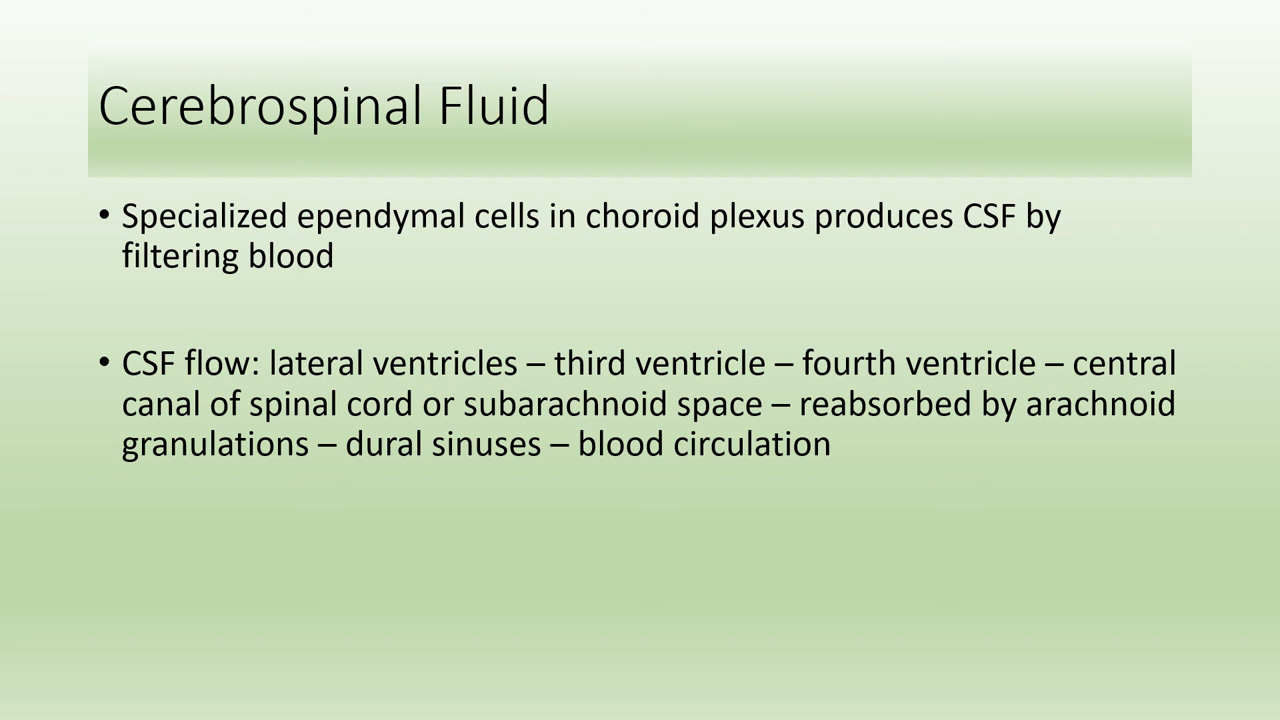 Cerebrospinal Fluid
• Specialized ependymal cells in choroid plexus produces CSF by
filtering blood
• CSF flow: lateral ventricles – third ventricle – fourth ventricle – central
canal of spinal cord or subarachnoid space – reabsorbed by arachnoid
granulations – dural sinuses – blood circulation